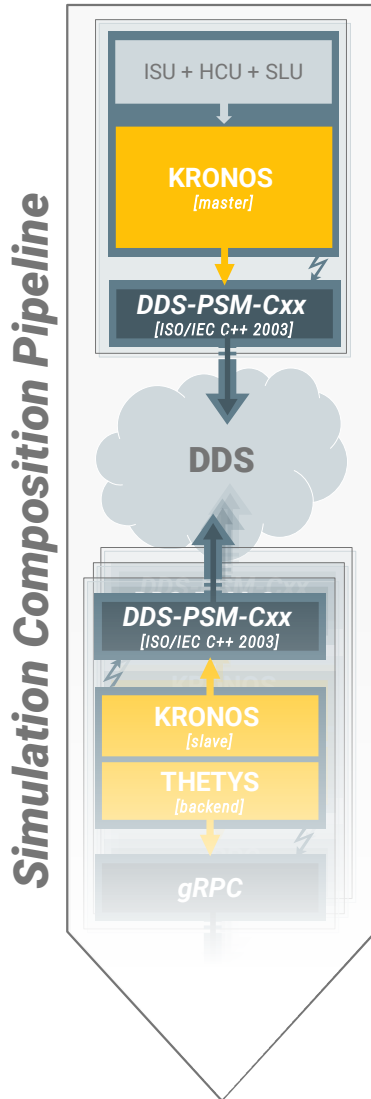 Simulation Composition Pipeline
ISU + HCU + SLU
KRONOS
[master]
DDS-PSM-Cxx
[ISO/IEC C++ 2003]
DDS
DDS-PSM-Cxx
[ISO/IEC C++ 2003]
KRONOS
[slave]
THETYS
[backend]
gRPC